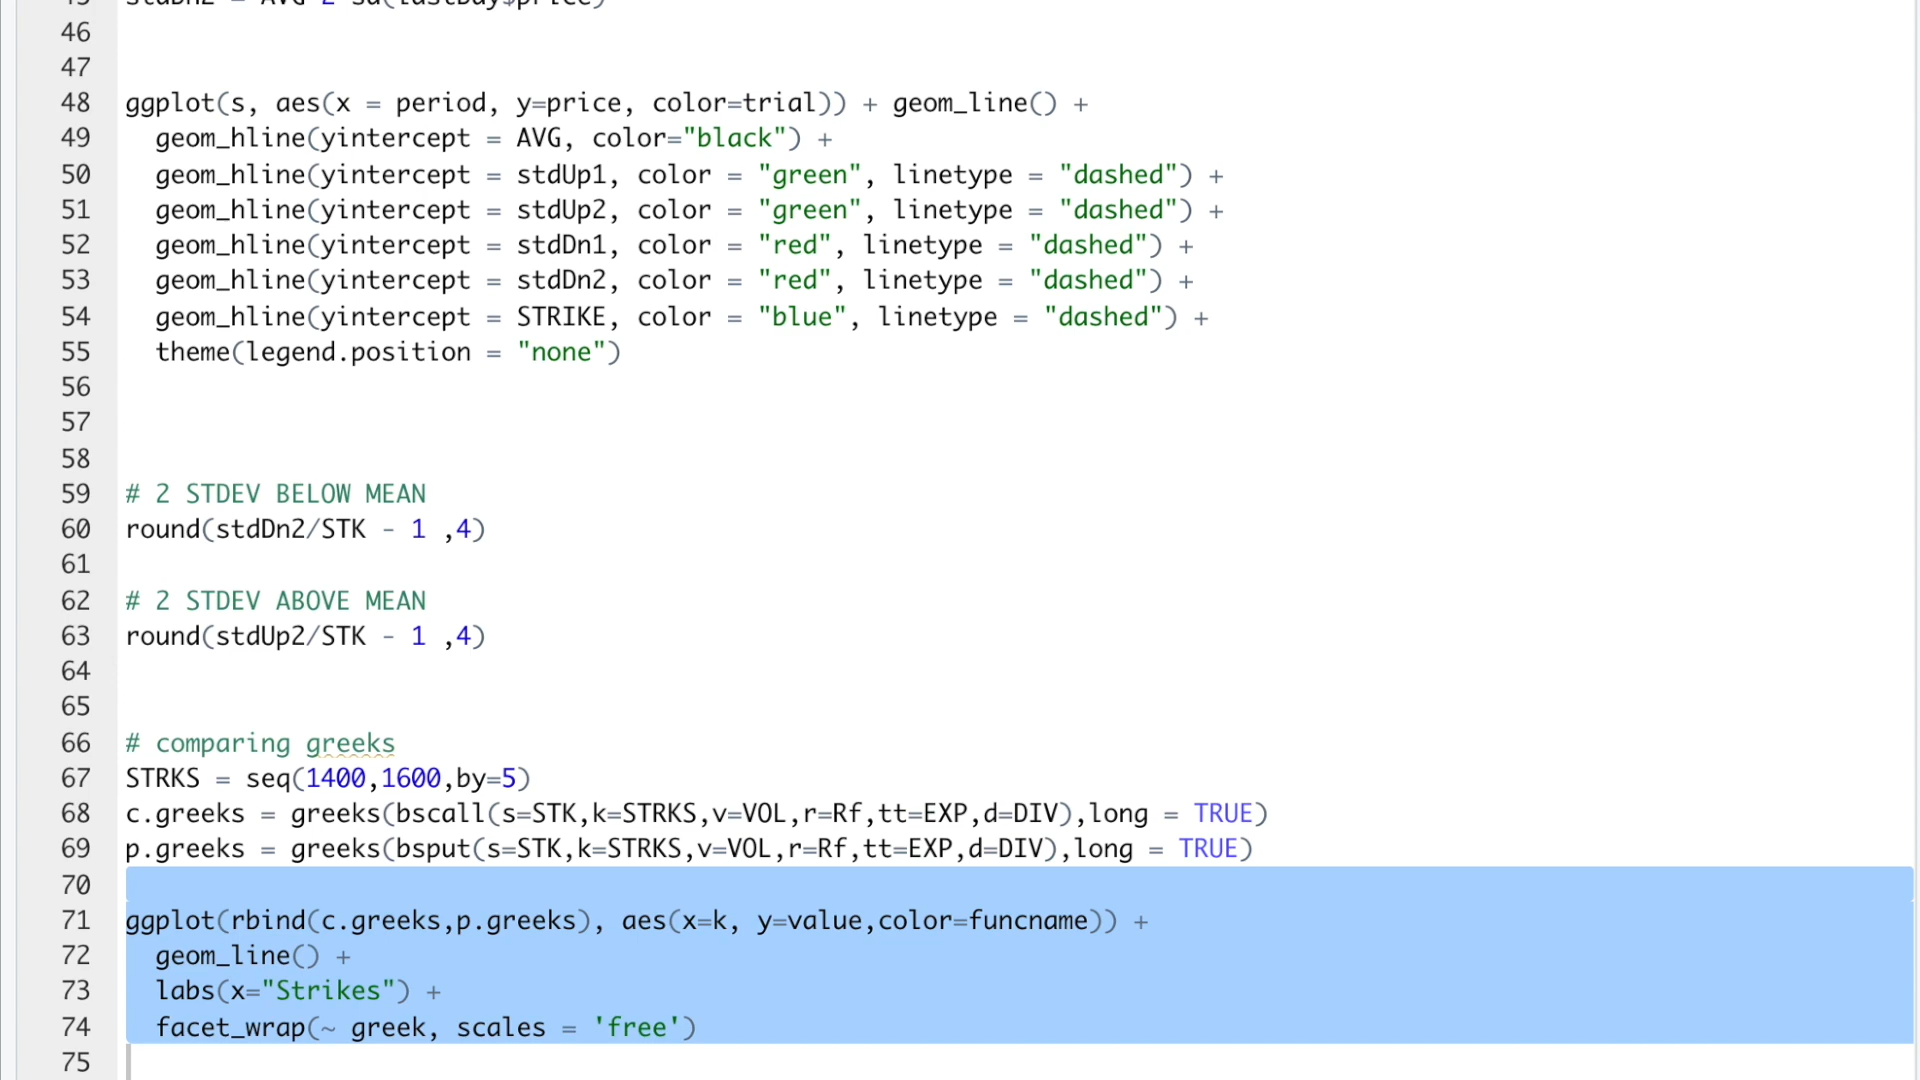 45 stdDn2 = AVG-2*sd(lastDay$price)
46
47
48 ggplot(s, aes(x = period, y=price, color=trial)) + geom_line() +
49   geom_hline(yintercept = AVG, color="black") +
50   geom_hline(yintercept = stdUp1, color = "green", linetype = "dashed") +
51   geom_hline(yintercept = stdUp2, color = "green", linetype = "dashed") +
52   geom_hline(yintercept = stdDn1, color = "red", linetype = "dashed") +
53   geom_hline(yintercept = stdDn2, color = "red", linetype = "dashed") +
54   geom_hline(yintercept = STRIKE, color = "blue", linetype = "dashed") +
55   theme(legend.position = "none")
56
57
58
59 # 2 STDEV BELOW MEAN
60 round(stdDn2/STK - 1 ,4)
61
62 # 2 STDEV ABOVE MEAN
63 round(stdUp2/STK - 1 ,4)
64
65
66 # comparing greeks
67 STRKS = seq(1400,1600,by=5)
68 c.greeks = greeks(bscall(s=STK,k=STRKS,v=VOL,r=Rf,tt=EXP,d=DIV),long = TRUE)
69 p.greeks = greeks(bsput(s=STK,k=STRKS,v=VOL,r=Rf,tt=EXP,d=DIV),long = TRUE)
70
71 ggplot(rbind(c.greeks,p.greeks), aes(x=k, y=value,color=funcname)) +
72   geom_line() +
73   labs(x="Strikes") +
74   facet_wrap(~ greek, scales = 'free')
75